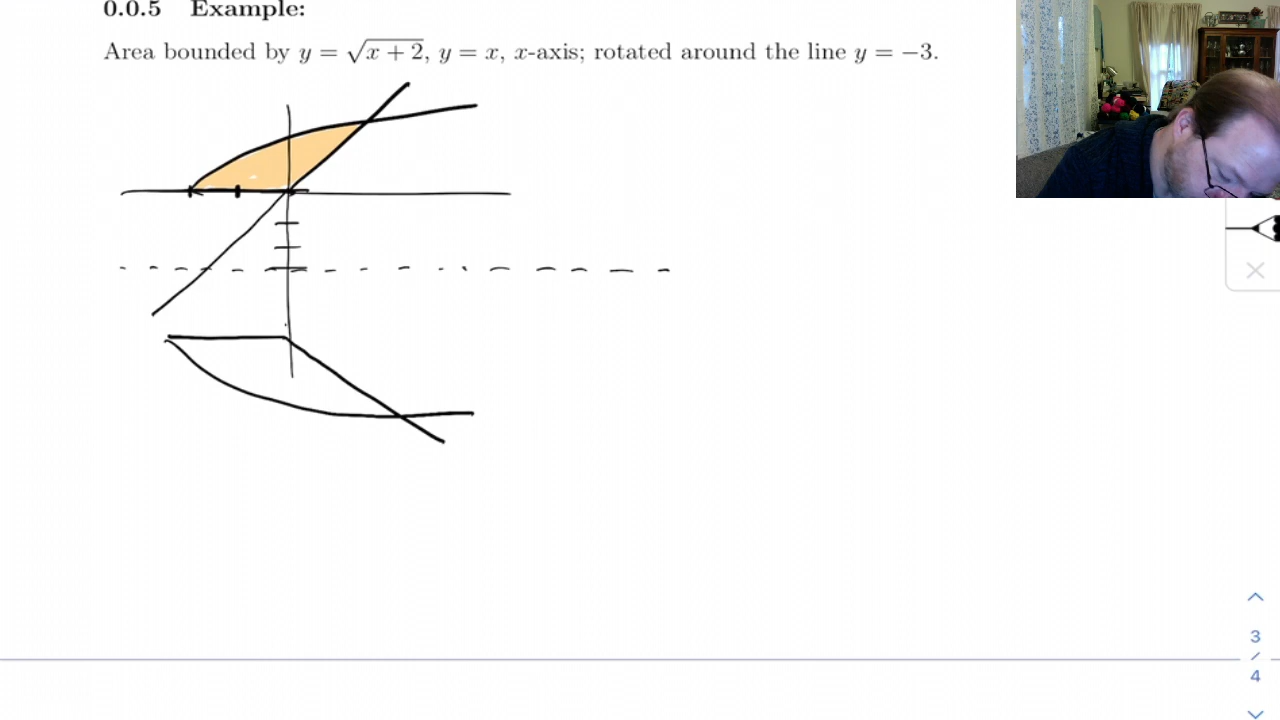 0.0.5 Example:
Area bounded by y = √x + 2, y = x, x-axis; rotated around the line y = −3.
3
/
4